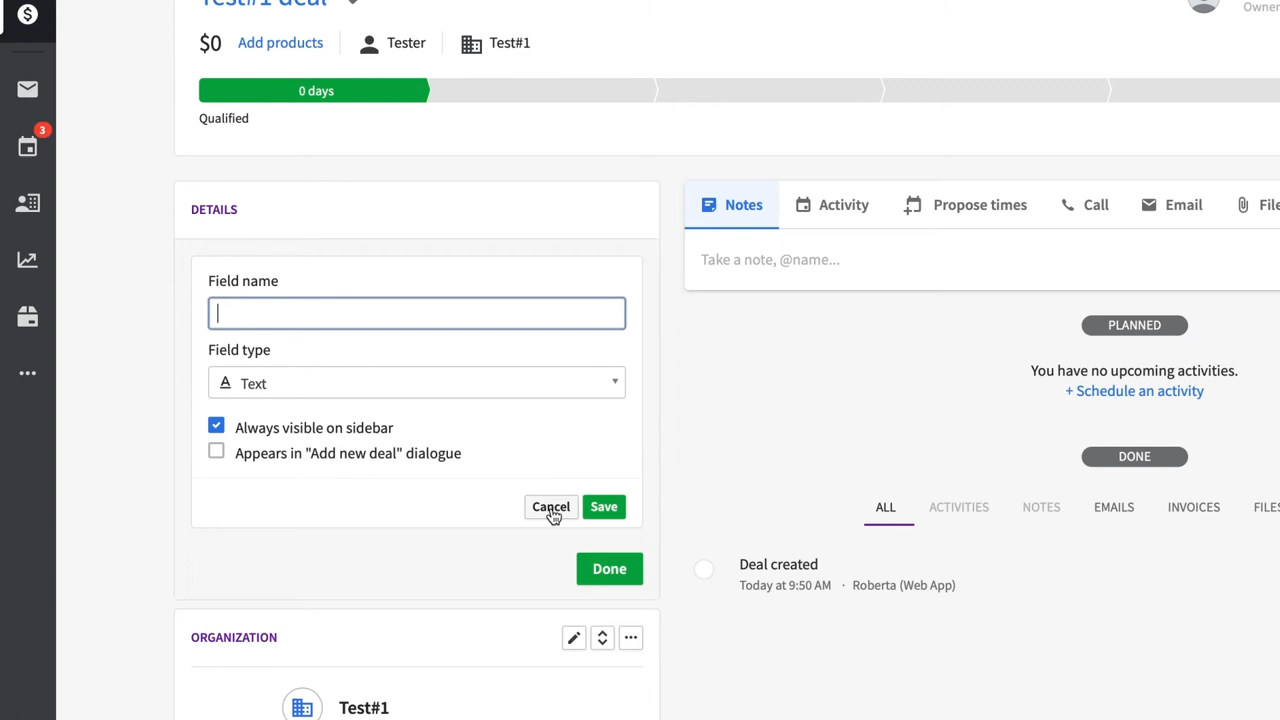 Test#1 deal
Owner
$0 Add products Tester Test#1
0 days
Qualified
3
DETAILS
Field name
Field type
Text
Always visible on sidebar
Appears in "Add new deal" dialogue
Cancel Save
Done
ORGANIZATION
Test#1
Notes Activity Propose times Call Email File
Take a note, @name...
PLANNED
You have no upcoming activities.
+ Schedule an activity
DONE
ALL ACTIVITIES NOTES EMAILS INVOICES FILES
Deal created
Today at 9:50 AM · Roberta (Web App)